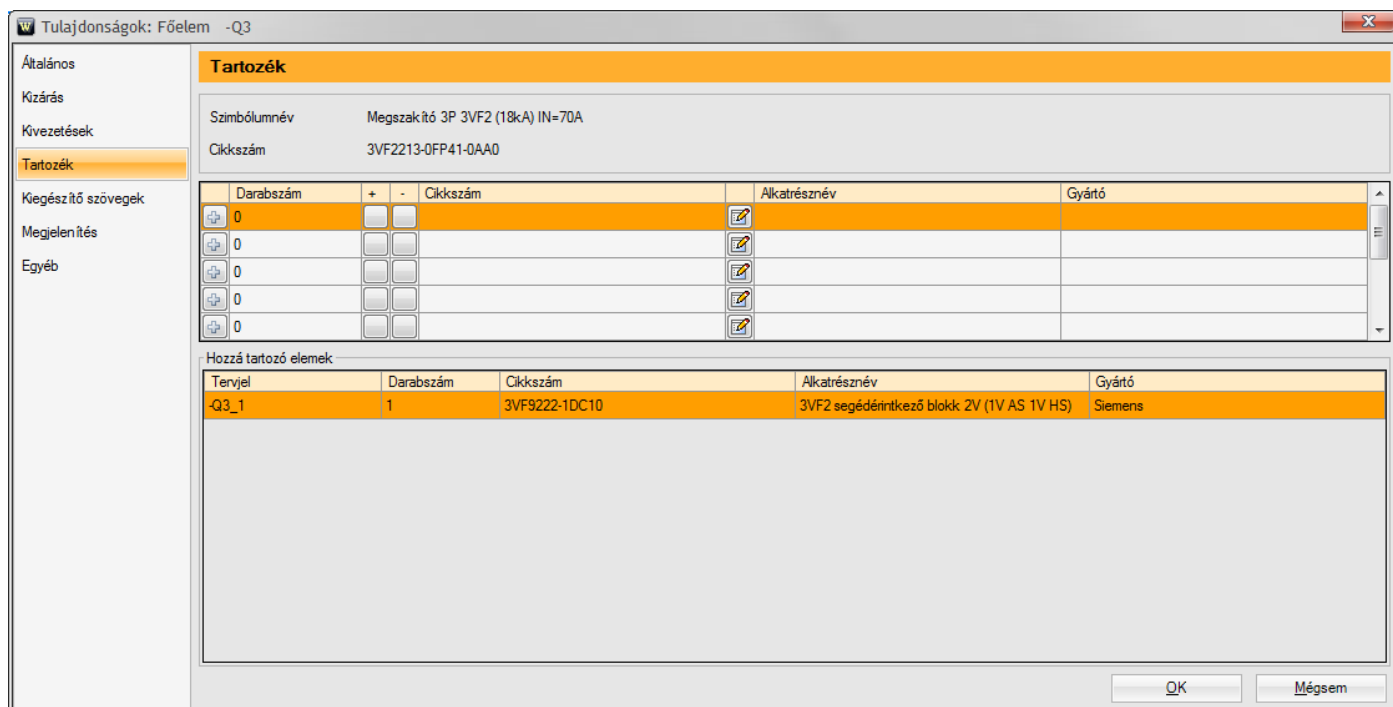 W Tulajdonságok: Főelem -Q3
Általános
Kizárás
Kivezetések
Tartozék
Kiegészítő szövegek
Megjelenítés
Egyéb
Tartozék
Szimbólumnév Megszakító 3P 3VF2 (18kA) IN=70A
Cikkszám 3VF2213-0FP41-0AA0
Darabszám + - Cikkszám Alkatrésznév Gyártó
0
0
0
0
0
Hozzá tartozó elemek
Tervjel Darabszám Cikkszám Alkatrésznév Gyártó
-Q3_1 1 3VF9222-1DC10 3VF2 segédérintkező blokk 2V (1V AS 1V HS) Siemens
OK Mégsem